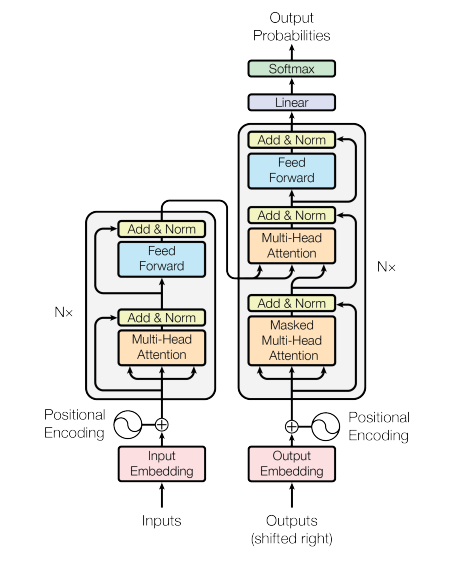 Output
Probabilities
Softmax
Linear
Add & Norm
Feed
Forward
Add & Norm
Multi-Head
Attention
Nx
Add & Norm
Masked
Multi-Head
Attention
Positional
Encoding
Output
Embedding
Outputs
(shifted right)
Add & Norm
Feed
Forward
Nx
Add & Norm
Multi-Head
Attention
Positional
Encoding
Input
Embedding
Inputs